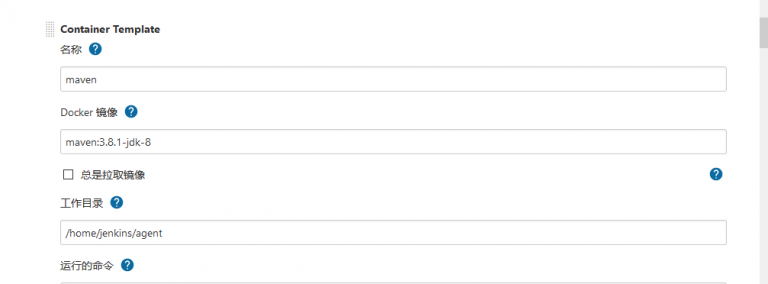 Container Template
名称 ?
maven
Docker 镜像 ?
maven:3.8.1-jdk-8
总是拉取镜像 ?
工作目录 ?
/home/jenkins/agent
运行的命令 ?